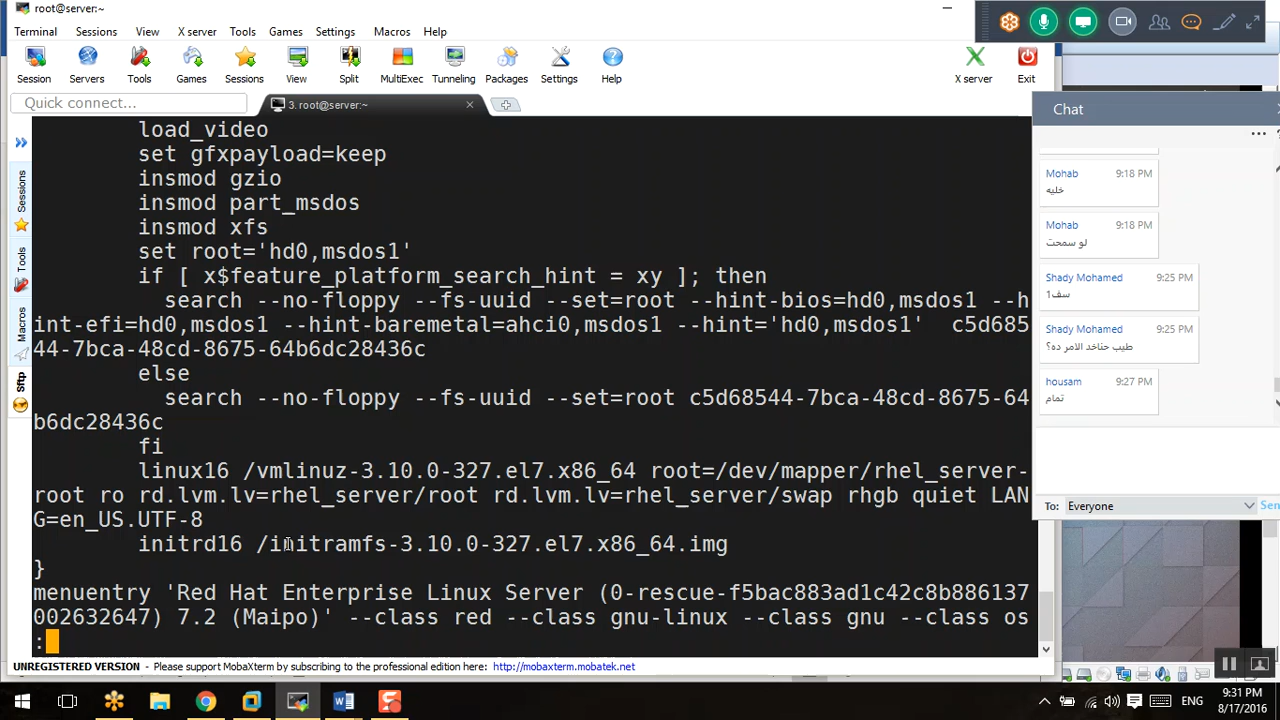 root@server:~
Terminal Sessions View X server Tools Games Settings Macros Help
Session Servers Tools Games Sessions View Split MultiExec Tunneling Packages Settings Help X server Exit
Quick connect...
3. root@server:~
Sessions
Tools
Macros
Sftp
load_video
set gfxpayload=keep
insmod gzio
insmod part_msdos
insmod xfs
set root='hd0,msdos1'
if [ x$feature_platform_search_hint = xy ]; then
search --no-floppy --fs-uuid --set=root --hint-bios=hd0,msdos1 --h
int-efi=hd0,msdos1 --hint-baremetal=ahci0,msdos1 --hint='hd0,msdos1'  c5d685
44-7bca-48cd-8675-64b6dc28436c
else
search --no-floppy --fs-uuid --set=root c5d68544-7bca-48cd-8675-64
b6dc28436c
fi
linux16 /vmlinuz-3.10.0-327.el7.x86_64 root=/dev/mapper/rhel_server-
root ro rd.lvm.lv=rhel_server/root rd.lvm.lv=rhel_server/swap rhgb quiet LAN
G=en_US.UTF-8
initrd16 /initramfs-3.10.0-327.el7.x86_64.img
}
menuentry 'Red Hat Enterprise Linux Server (0-rescue-f5bac883ad1c42c8b886137
002632647) 7.2 (Maipo)' --class red --class gnu-linux --class gnu --class os
:
UNREGISTERED VERSION - Please support MobaXterm by subscribing to the professional edition here: http://mobaxterm.mobatek.net
Chat
Mohab 9:18 PM
خليه
Mohab 9:18 PM
لو سمحت
Shady Mohamed 9:25 PM
سف1
Shady Mohamed 9:25 PM
طيب حناخد الامر ده؟
housam 9:27 PM
تمام
To: Everyone
Sen
ENG
9:31 PM
8/17/2016